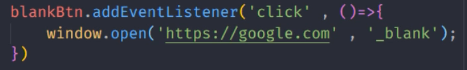 blankBtn.addEventListener('click' , ()=>{
    window.open('https://google.com' , '_blank');
})